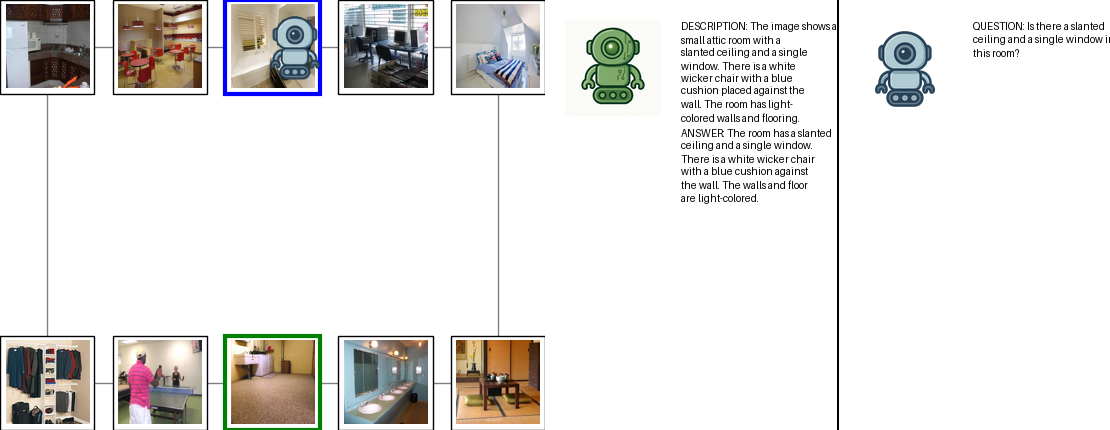 DESCRIPTION: The image shows a
small attic room with a
slanted ceiling and a single
window. There is a white
wicker chair with a blue
cushion placed against the
wall. The room has light-
colored walls and flooring.
ANSWER: The room has a slanted
ceiling and a single window.
There is a white wicker chair
with a blue cushion against
the wall. The walls and floor
are light-colored.
QUESTION: Is there a slanted
ceiling and a single window in
this room?